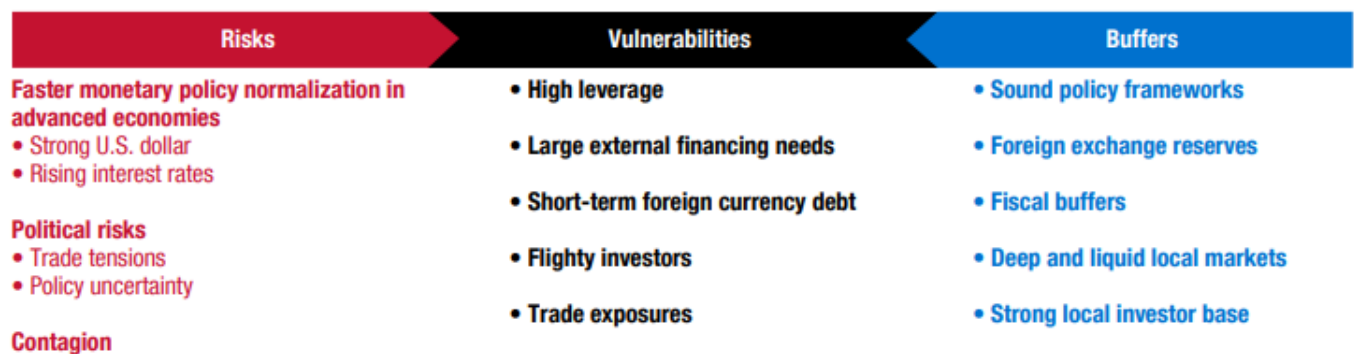 Risks
Faster monetary policy normalization in
advanced economies
• Strong U.S. dollar
• Rising interest rates
Political risks
• Trade tensions
• Policy uncertainty
Contagion
Vulnerabilities
• High leverage
• Large external financing needs
• Short-term foreign currency debt
• Flighty investors
• Trade exposures
Buffers
• Sound policy frameworks
• Foreign exchange reserves
• Fiscal buffers
• Deep and liquid local markets
• Strong local investor base